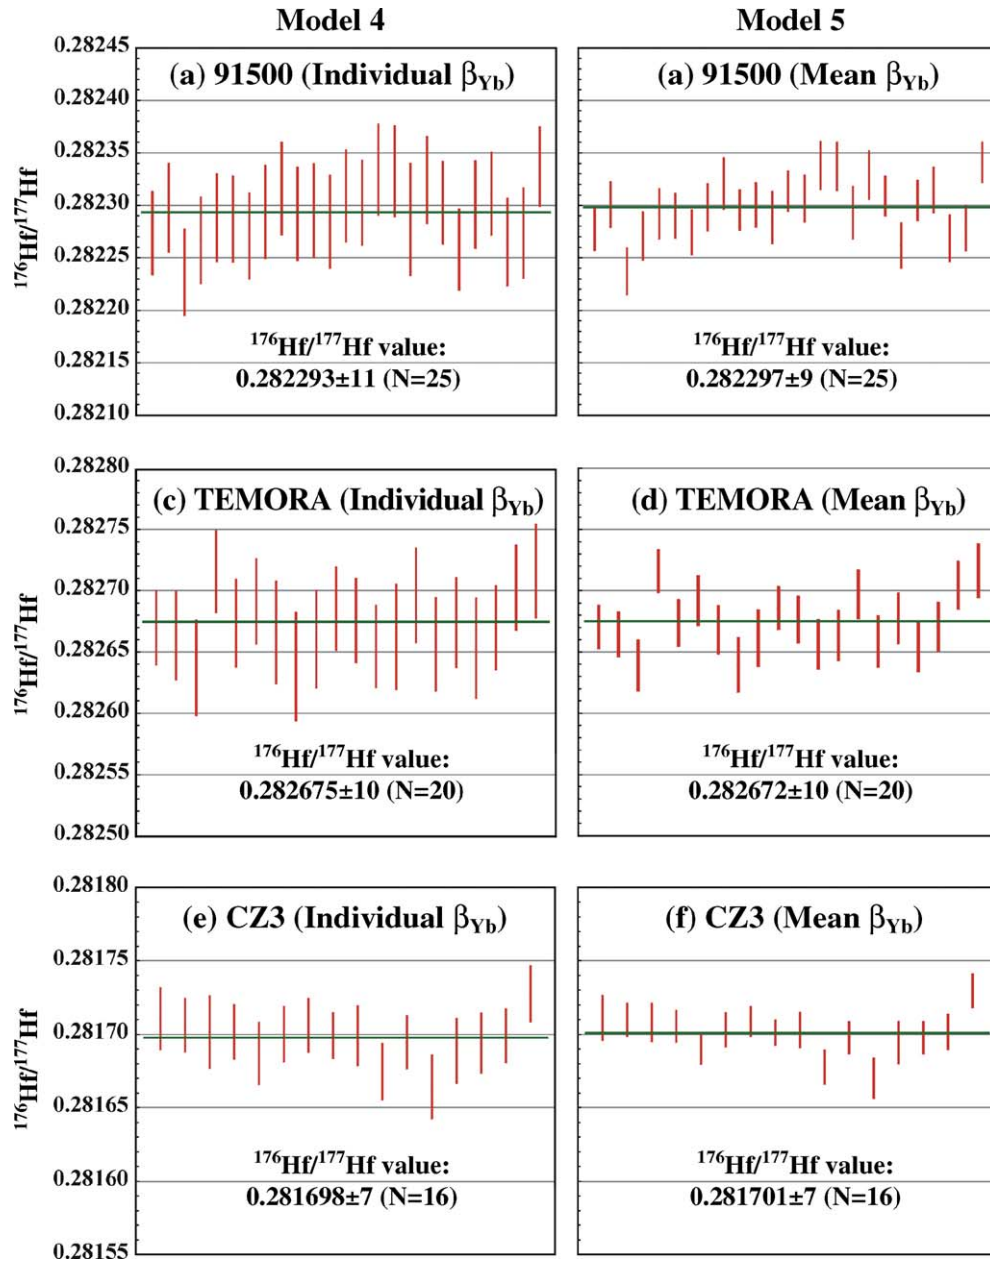 Model 4
Model 5
0.28245
0.28240
0.28235
0.28230
0.28225
0.28220
0.28215
0.28210
¹⁷⁶Hf/¹⁷⁷Hf
(a) 91500 (Individual βYb)
¹⁷⁶Hf/¹⁷⁷Hf value:
0.282293±11 (N=25)
(a) 91500 (Mean βYb)
¹⁷⁶Hf/¹⁷⁷Hf value:
0.282297±9 (N=25)
0.28280
0.28275
0.28270
0.28265
0.28260
0.28255
0.28250
¹⁷⁶Hf/¹⁷⁷Hf
(c) TEMORA (Individual βYb)
¹⁷⁶Hf/¹⁷⁷Hf value:
0.282675±10 (N=20)
(d) TEMORA (Mean βYb)
¹⁷⁶Hf/¹⁷⁷Hf value:
0.282672±10 (N=20)
0.28180
0.28175
0.28170
0.28165
0.28160
0.28155
¹⁷⁶Hf/¹⁷⁷Hf
(e) CZ3 (Individual βYb)
¹⁷⁶Hf/¹⁷⁷Hf value:
0.281698±7 (N=16)
(f) CZ3 (Mean βYb)
¹⁷⁶Hf/¹⁷⁷Hf value:
0.281701±7 (N=16)